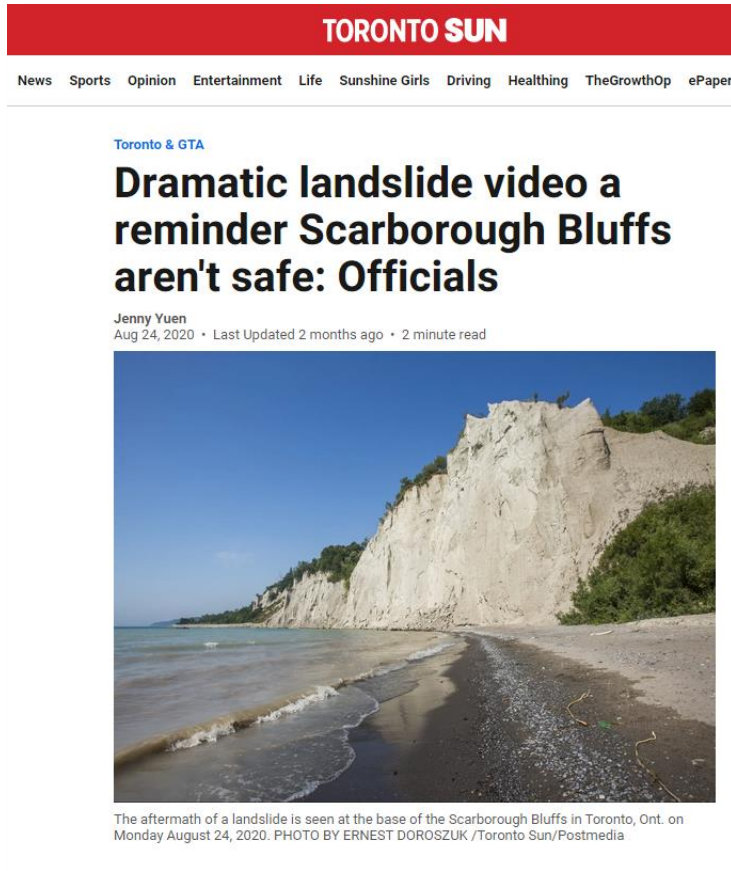 TORONTO SUN
News Sports Opinion Entertainment Life Sunshine Girls Driving Healthing TheGrowthOp ePaper
Toronto & GTA
Dramatic landslide video a
reminder Scarborough Bluffs
aren't safe: Officials
Jenny Yuen
Aug 24, 2020 • Last Updated 2 months ago • 2 minute read
The aftermath of a landslide is seen at the base of the Scarborough Bluffs in Toronto, Ont. on
Monday August 24, 2020. PHOTO BY ERNEST DOROSZUK /Toronto Sun/Postmedia